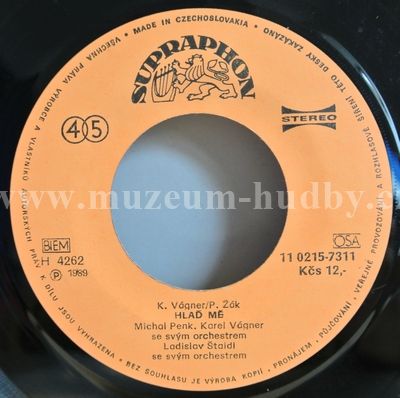 • MADE IN CZECHOSLOVAKIA • VŠECHNA PRÁVA VÝROBCE A VLASTNÍKŮ AUTORSKÝCH PRÁV K DÍLU JSOU VYHRAZENA • BEZ SOUHLASU JE VÝROBA KOPIÍ • PRONÁJEM • VEŘEJNÉ PROVOZOVÁNÍ A ROZHLASOVÉ ŠÍŘENÍ TÉTO DESKY ZAKÁZÁNO
SUPRAPHON
45
STEREO
www.muzeum-hudby.
BIEM
OSA
H 4262
11 0215-7311
Ⓟ 1989
Kčs 12,-
K. Vágner/P. Žák
HLAĎ MĚ
Michal Penk, Karel Vágner
se svým orchestrem
Ladislav Štaidl
se svým orchestrem